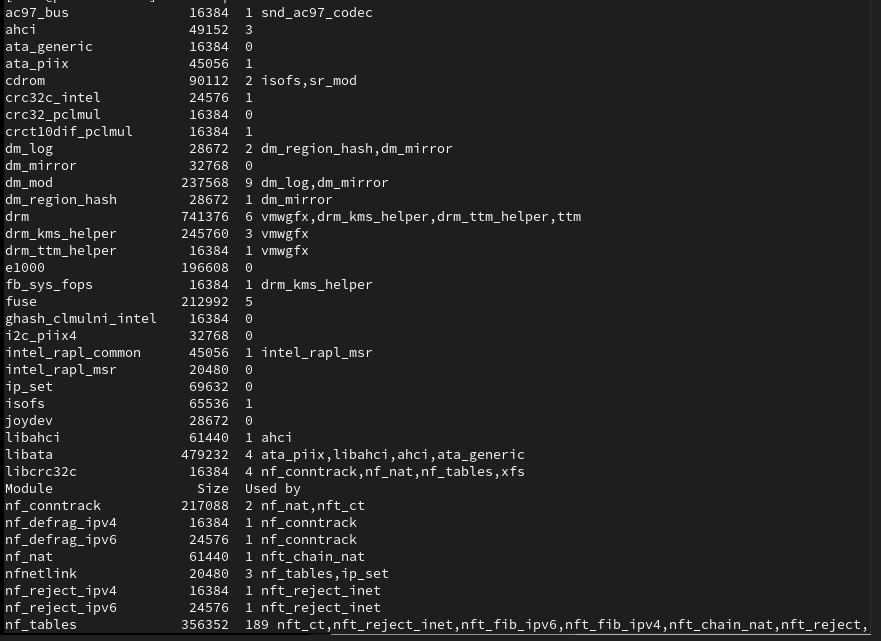 ac97_bus 16384 1 snd_ac97_codec
ahci 49152 3
ata_generic 16384 0
ata_piix 45056 1
cdrom 90112 2 isofs,sr_mod
crc32c_intel 24576 1
crc32_pclmul 16384 0
crct10dif_pclmul 16384 1
dm_log 28672 2 dm_region_hash,dm_mirror
dm_mirror 32768 0
dm_mod 237568 9 dm_log,dm_mirror
dm_region_hash 28672 1 dm_mirror
drm 741376 6 vmwgfx,drm_kms_helper,drm_ttm_helper,ttm
drm_kms_helper 245760 3 vmwgfx
drm_ttm_helper 16384 1 vmwgfx
e1000 196608 0
fb_sys_fops 16384 1 drm_kms_helper
fuse 212992 5
ghash_clmulni_intel 16384 0
i2c_piix4 32768 0
intel_rapl_common 45056 1 intel_rapl_msr
intel_rapl_msr 20480 0
ip_set 69632 0
isofs 65536 1
joydev 28672 0
libahci 61440 1 ahci
libata 479232 4 ata_piix,libahci,ahci,ata_generic
libcrc32c 16384 4 nf_conntrack,nf_nat,nf_tables,xfs
Module Size Used by
nf_conntrack 217088 2 nf_nat,nft_ct
nf_defrag_ipv4 16384 1 nf_conntrack
nf_defrag_ipv6 24576 1 nf_conntrack
nf_nat 61440 1 nft_chain_nat
nfnetlink 20480 3 nf_tables,ip_set
nf_reject_ipv4 16384 1 nft_reject_inet
nf_reject_ipv6 24576 1 nft_reject_inet
nf_tables 356352 189 nft_ct,nft_reject_inet,nft_fib_ipv6,nft_fib_ipv4,nft_chain_nat,nft_reject,